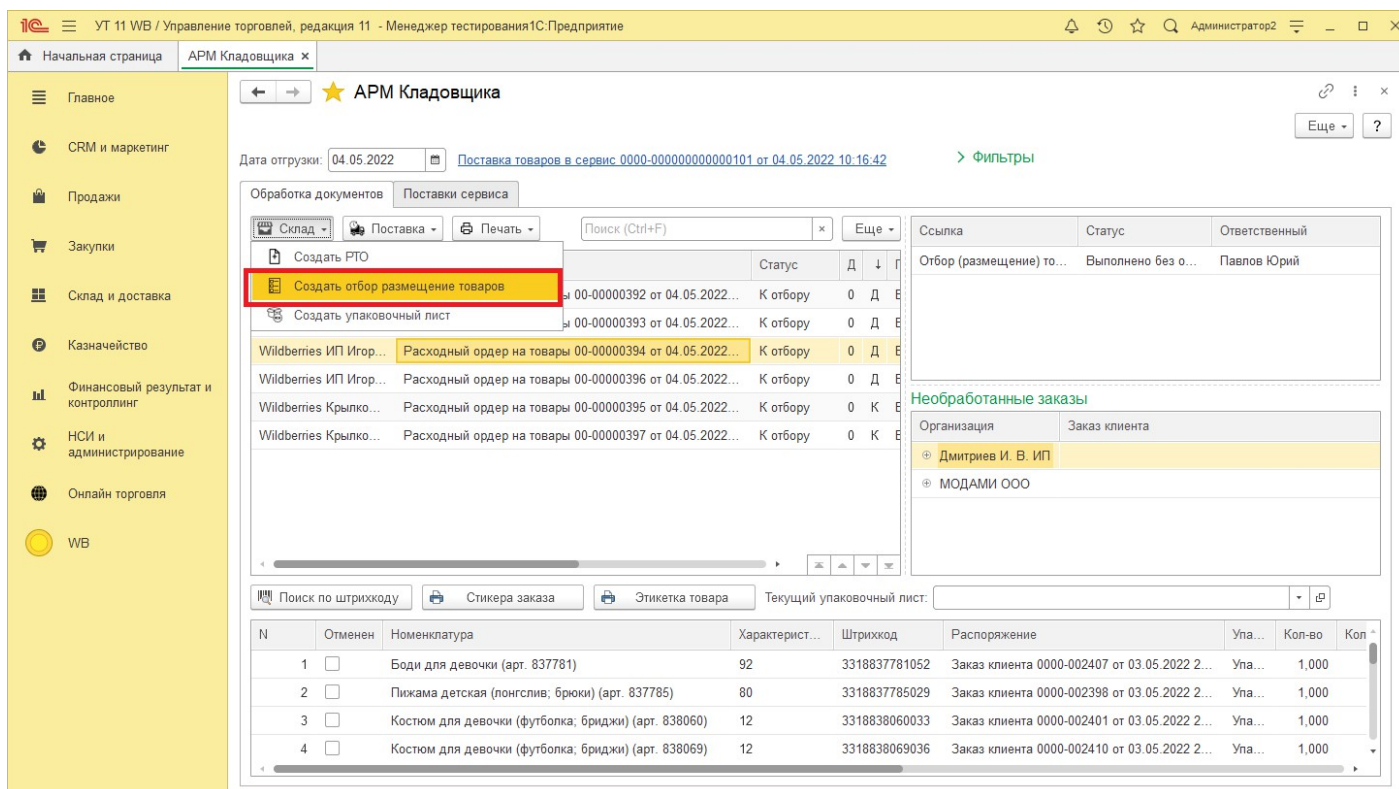 1С УТ 11 WB / Управление торговлей, редакция 11 - Менеджер тестирования1С:Предприятие Администратор2
Начальная страница АРМ Кладовщика ×
Главное
CRM и маркетинг
Продажи
Закупки
Склад и доставка
Казначейство
Финансовый результат и
контроллинг
НСИ и
администрирование
Онлайн торговля
WB
АРМ Кладовщика
Еще ?
Дата отгрузки: 04.05.2022 Поставка товаров в сервис 0000-000000000000101 от 04.05.2022 10:16:42 > Фильтры
Обработка документов Поставки сервиса
Склад Поставка Печать Поиск (Ctrl+F) × Еще
Создать РТО
Создать отбор размещение товаров
Создать упаковочный лист
Статус Д ↓
00-00000392 от 04.05.2022... К отбору 0 Д
00-00000393 от 04.05.2022... К отбору 0 Д
Wildberries ИП Игор... Расходный ордер на товары 00-00000394 от 04.05.2022... К отбору 0 Д
Wildberries ИП Игор... Расходный ордер на товары 00-00000396 от 04.05.2022... К отбору 0 Д
Wildberries Крылко... Расходный ордер на товары 00-00000395 от 04.05.2022... К отбору 0 К
Wildberries Крылко... Расходный ордер на товары 00-00000397 от 04.05.2022... К отбору 0 К
Ссылка Статус Ответственный
Отбор (размещение) то... Выполнено без о... Павлов Юрий
Необработанные заказы
Организация Заказ клиента
Дмитриев И. В. ИП
МОДАМИ ООО
Поиск по штрихкоду Стикера заказа Этикетка товара Текущий упаковочный лист:
N Отменен Номенклатура Характерист... Штрихкод Распоряжение Упа... Кол-во Кол
1 Боди для девочки (арт. 837781) 92 3318837781052 Заказ клиента 0000-002407 от 03.05.2022 2... Упа... 1,000
2 Пижама детская (лонгслив; брюки) (арт. 837785) 80 3318837785029 Заказ клиента 0000-002398 от 03.05.2022 2... Упа... 1,000
3 Костюм для девочки (футболка; бриджи) (арт. 838060) 12 3318838060033 Заказ клиента 0000-002401 от 03.05.2022 2... Упа... 1,000
4 Костюм для девочки (футболка; бриджи) (арт. 838069) 12 3318838069036 Заказ клиента 0000-002410 от 03.05.2022 2... Упа... 1,000